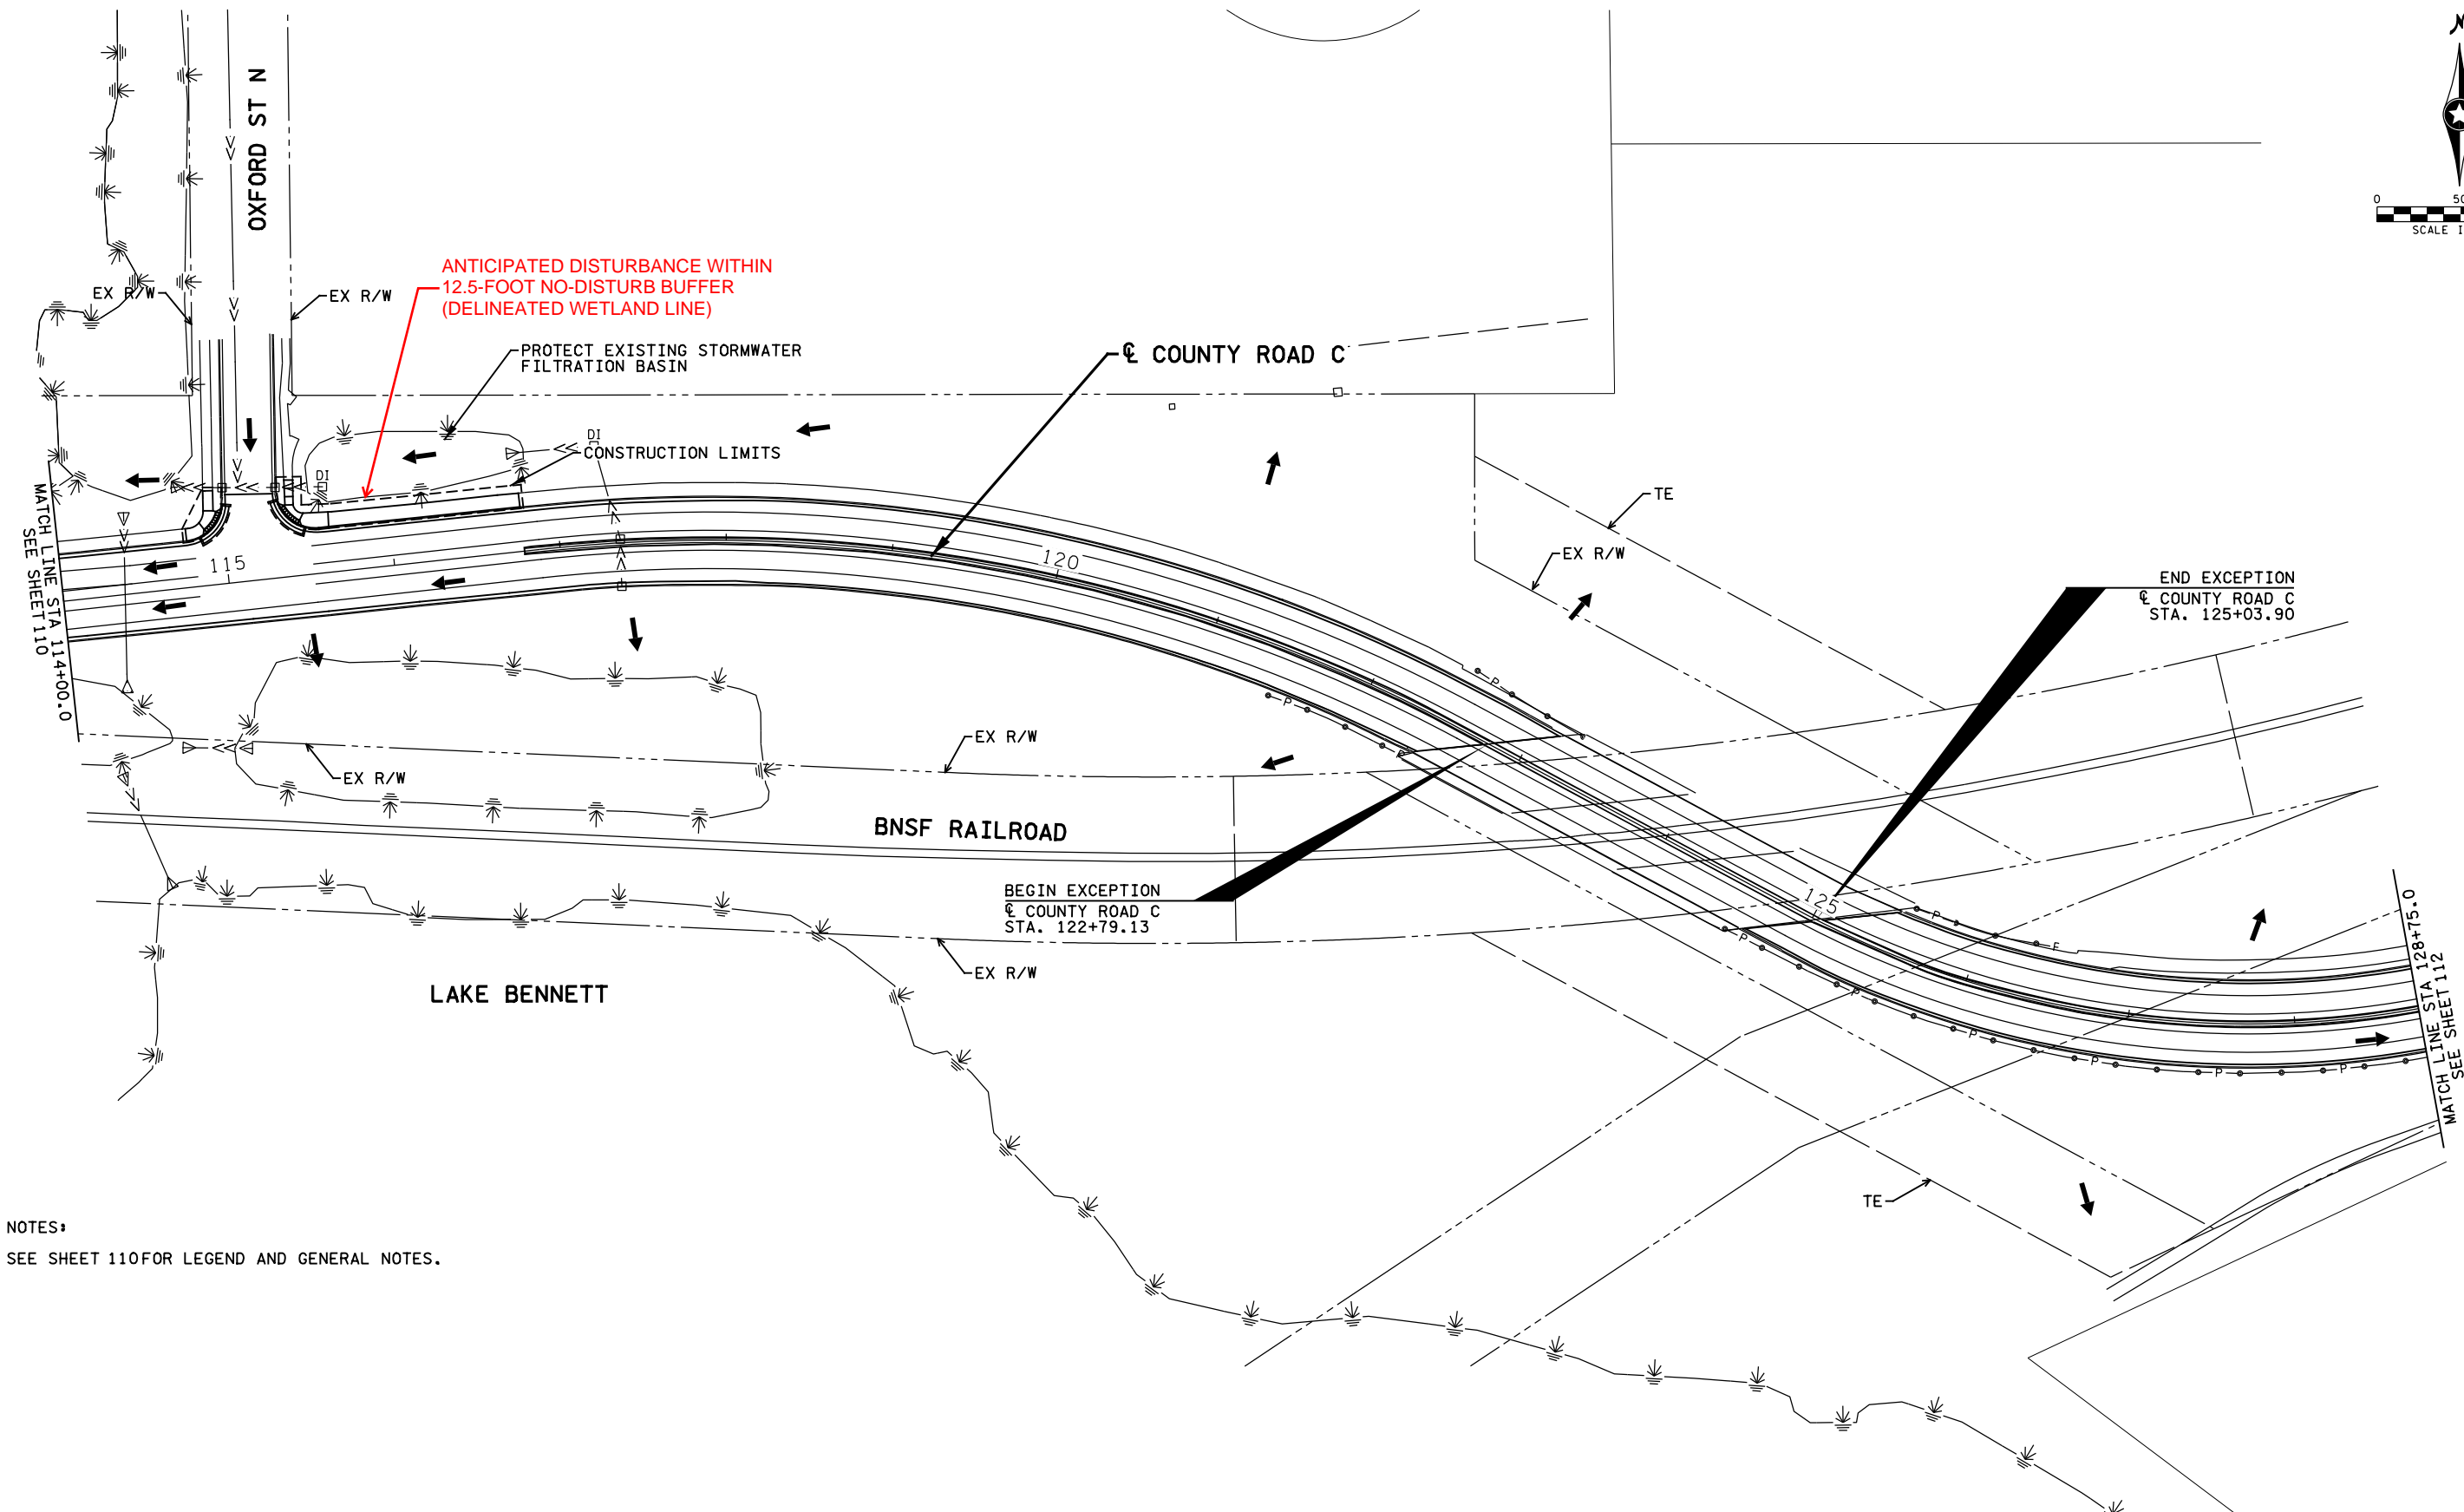 N
0 50
SCALE I
OXFORD ST N
EX R/W
EX R/W
ANTICIPATED DISTURBANCE WITHIN
12.5-FOOT NO-DISTURB BUFFER
(DELINEATED WETLAND LINE)
PROTECT EXISTING STORMWATER
FILTRATION BASIN
℄ COUNTY ROAD C
DI
CONSTRUCTION LIMITS
DI
TE
EX R/W
MATCH LINE STA 114+00.0
SEE SHEET 110
115
120
END EXCEPTION
℄ COUNTY ROAD C
STA. 125+03.90
P
P
P
EX R/W
EX R/W
BNSF RAILROAD
BEGIN EXCEPTION
℄ COUNTY ROAD C
STA. 122+79.13
125
P
F
P
P
P
P
P
P
MATCH LINE STA 128+75.0
SEE SHEET 112
EX R/W
LAKE BENNETT
TE
NOTES:
SEE SHEET 110 FOR LEGEND AND GENERAL NOTES.